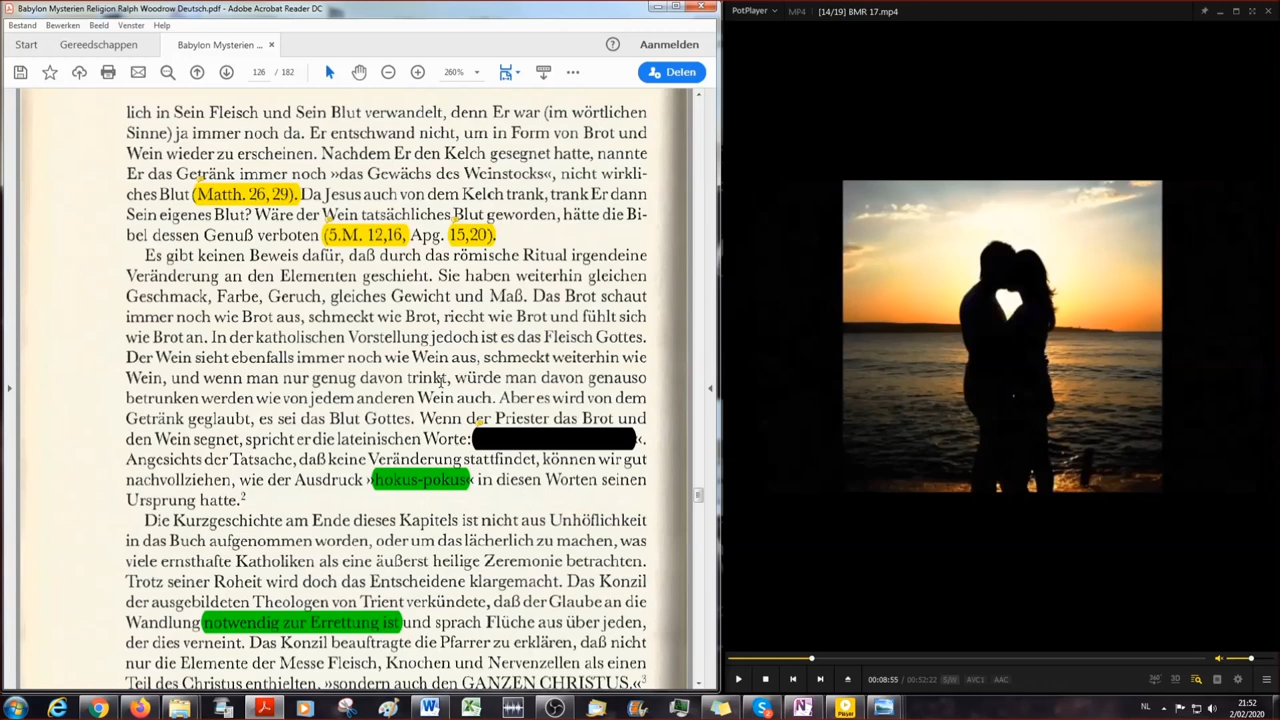 Babylon Mysterien Religion Ralph Woodrow Deutsch.pdf - Adobe Acrobat Reader DC
Bestand Bewerken Beeld Venster Help
Start Gereedschappen Babylon Mysterien ... × Aanmelden
126 / 182 260% Delen
lich in Sein Fleisch und Sein Blut verwandelt, denn Er war (im wörtlichen
Sinne) ja immer noch da. Er entschwand nicht, um in Form von Brot und
Wein wieder zu erscheinen. Nachdem Er den Kelch gesegnet hatte, nannte
Er das Getränk immer noch »das Gewächs des Weinstocks«, nicht wirkli-
ches Blut (Matth. 26, 29). Da Jesus auch von dem Kelch trank, trank Er dann
Sein eigenes Blut? Wäre der Wein tatsächliches Blut geworden, hätte die Bi-
bel dessen Genuß verboten (5.M. 12,16, Apg. 15,20).
Es gibt keinen Beweis dafür, daß durch das römische Ritual irgendeine
Veränderung an den Elementen geschieht. Sie haben weiterhin gleichen
Geschmack, Farbe, Geruch, gleiches Gewicht und Maß. Das Brot schaut
immer noch wie Brot aus, schmeckt wie Brot, riecht wie Brot und fühlt sich
wie Brot an. In der katholischen Vorstellung jedoch ist es das Fleisch Gottes.
Der Wein sieht ebenfalls immer noch wie Wein aus, schmeckt weiterhin wie
Wein, und wenn man nur genug davon trinkt, würde man davon genauso
betrunken werden wie von jedem anderen Wein auch. Aber es wird von dem
Getränk geglaubt, es sei das Blut Gottes. Wenn der Priester das Brot und
den Wein segnet, spricht er die lateinischen Worte: «.
Angesichts der Tatsache, daß keine Veränderung stattfindet, können wir gut
nachvollziehen, wie der Ausdruck »hokus-pokus« in diesen Worten seinen
Ursprung hatte.²
Die Kurzgeschichte am Ende dieses Kapitels ist nicht aus Unhöflichkeit
in das Buch aufgenommen worden, oder um das lächerlich zu machen, was
viele ernsthafte Katholiken als eine äußerst heilige Zeremonie betrachten.
Trotz seiner Roheit wird doch das Entscheidene klargemacht. Das Konzil
der ausgebildeten Theologen von Trient verkündete, daß der Glaube an die
Wandlung notwendig zur Errettung ist und sprach Flüche aus über jeden,
der dies verneint. Das Konzil beauftragte die Pfarrer zu erklären, daß nicht
nur die Elemente der Messe Fleisch, Knochen und Nervenzellen als einen
Teil des Christus enthielten, »sondern auch den GANZEN CHRISTUS.«³
PotPlayer MP4 [14/19] BMR 17.mp4
00:08:55 / 00:52:22 S/W AVC1 AAC
360° 3D
NL 21:52
2/02/2020